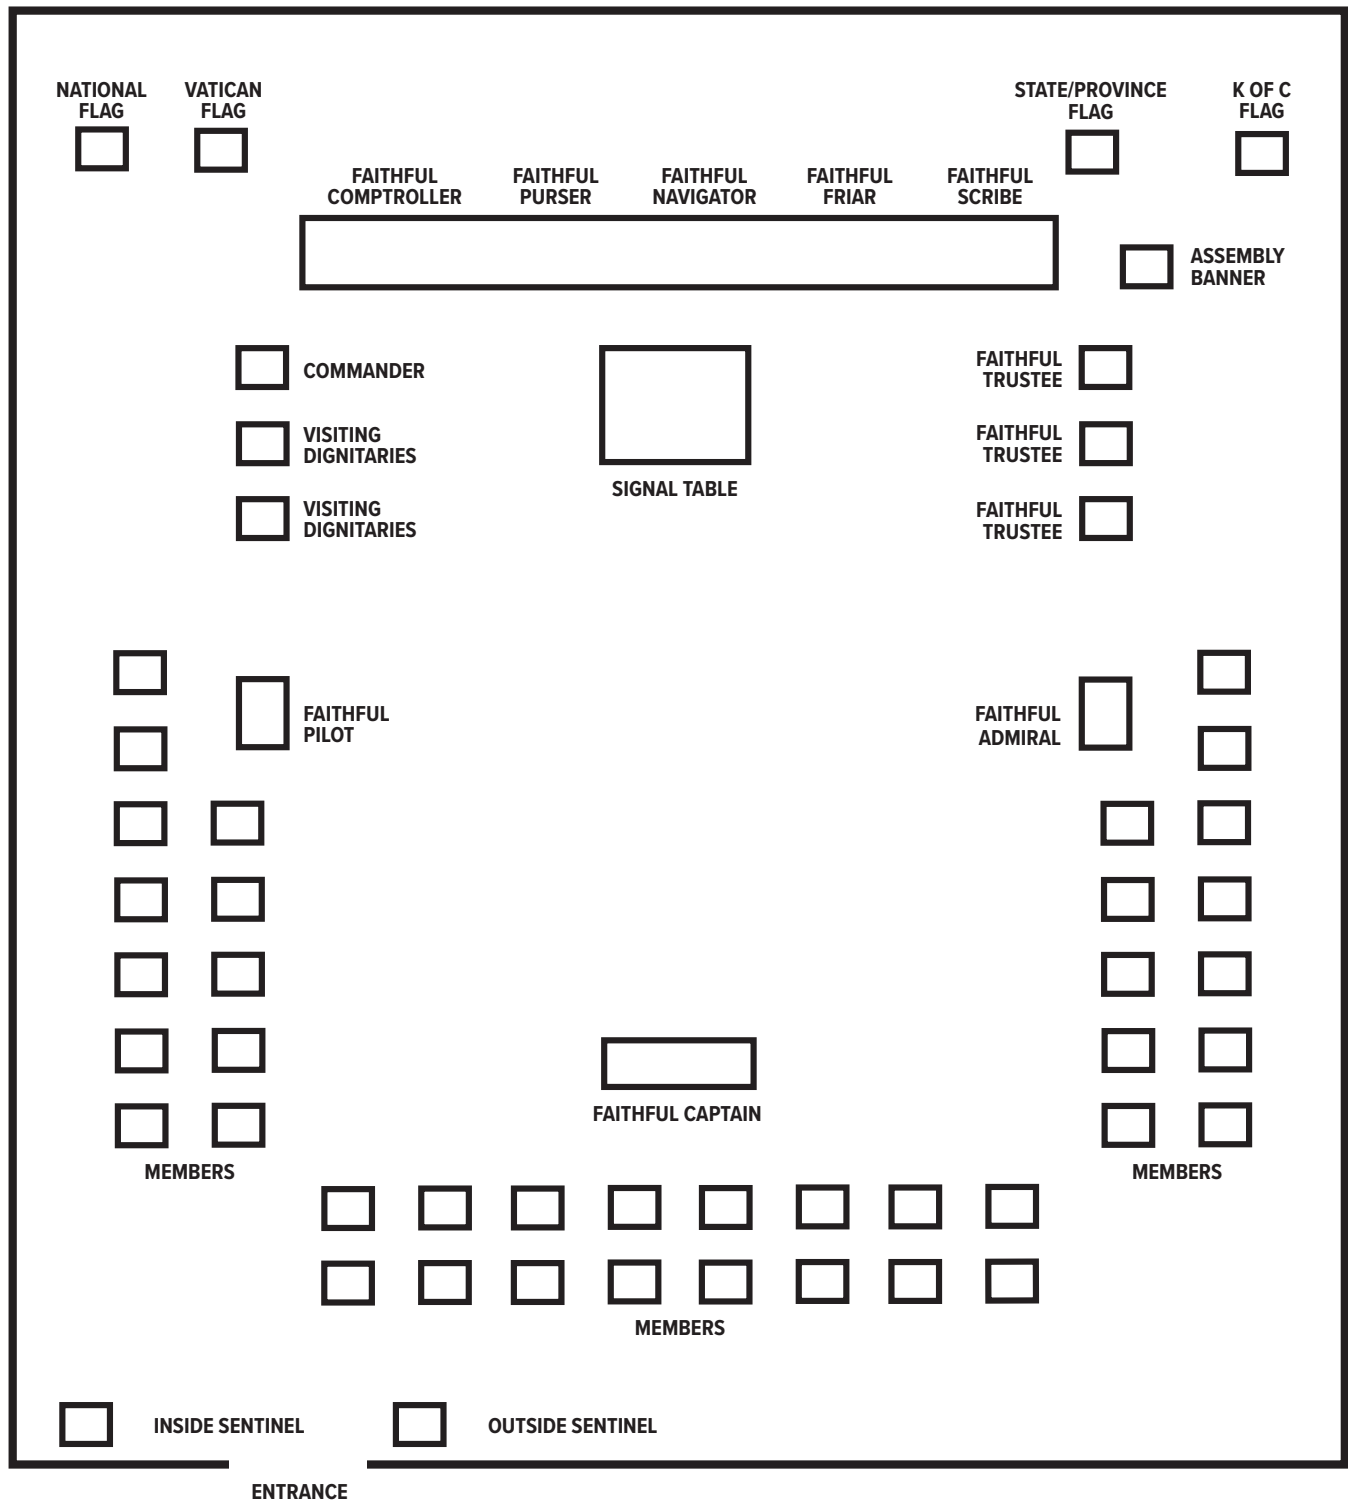 NATIONAL
FLAG
VATICAN
FLAG
STATE/PROVINCE
FLAG
K OF C
FLAG
FAITHFUL
COMPTROLLER
FAITHFUL
PURSER
FAITHFUL
NAVIGATOR
FAITHFUL
FRIAR
FAITHFUL
SCRIBE
ASSEMBLY
BANNER
COMMANDER
VISITING
DIGNITARIES
VISITING
DIGNITARIES
SIGNAL TABLE
FAITHFUL
TRUSTEE
FAITHFUL
TRUSTEE
FAITHFUL
TRUSTEE
FAITHFUL
PILOT
FAITHFUL
ADMIRAL
FAITHFUL CAPTAIN
MEMBERS
MEMBERS
MEMBERS
INSIDE SENTINEL
OUTSIDE SENTINEL
ENTRANCE